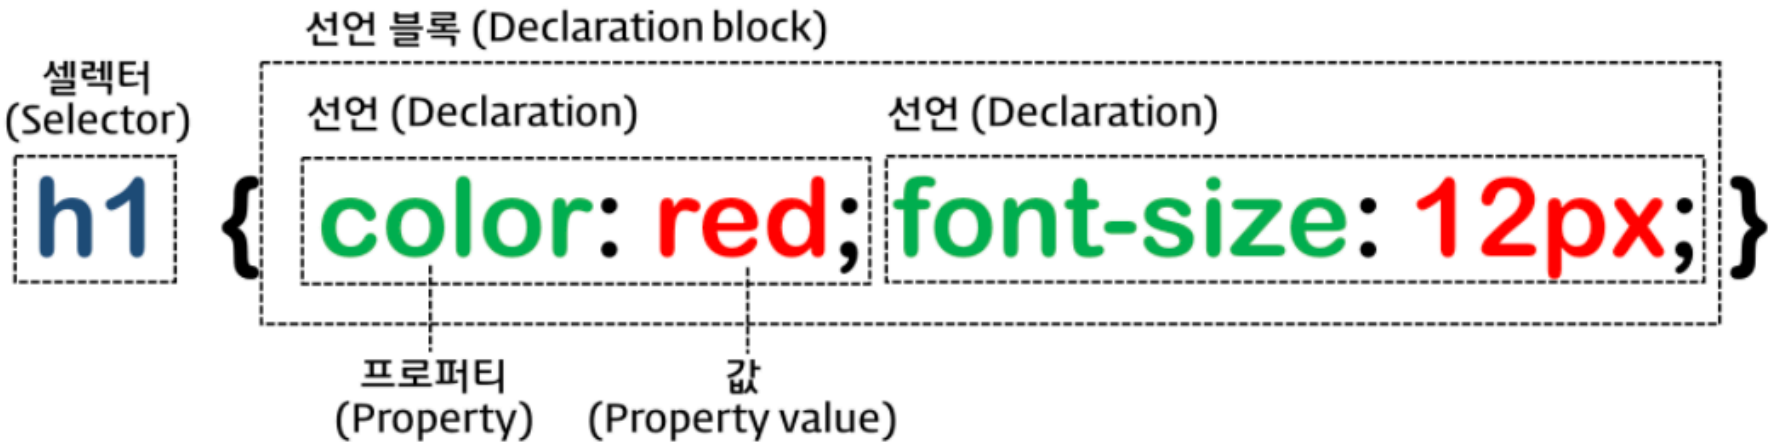 선언 블록 (Declaration block)
셀렉터
(Selector)
선언 (Declaration) 선언 (Declaration)
h1 { color: red; font-size: 12px; }
프로퍼티 값
(Property) (Property value)